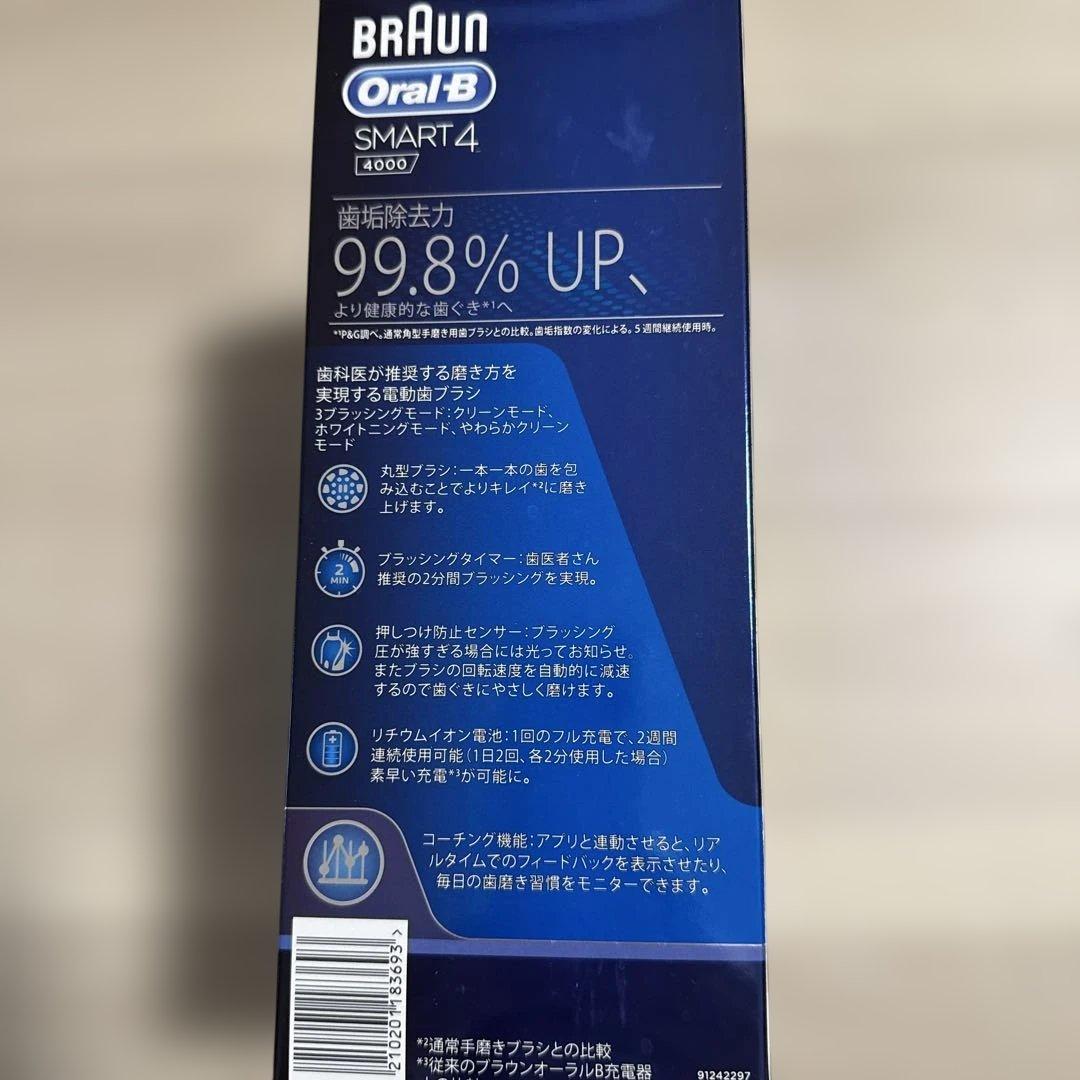 BRAUN
Oral-B
SMART4
4000
歯垢除去力
99.8% UP、
より健康的な歯ぐき*1へ
*1P&G調べ。通常角型手磨き用歯ブラシとの比較。歯垢指数の変化による。5週間継続使用時。
歯科医が推奨する磨き方を
実現する電動歯ブラシ
3ブラッシングモード:クリーンモード、
ホワイトニングモード、やわらかクリーン
モード
丸型ブラシ:一本一本の歯を包
み込むことでよりキレイ*2に磨き
上げます。
2
MIN
ブラッシングタイマー:歯医者さん
推奨の2分間ブラッシングを実現。
押しつけ防止センサー:ブラッシング
圧が強すぎる場合には光ってお知らせ。
またブラシの回転速度を自動的に減速
するので歯ぐきにやさしく磨けます。
リチウムイオン電池:1回のフル充電で、2週間
連続使用可能(1日2回、各2分使用した場合)
素早い充電*3が可能に。
コーチング機能:アプリと連動させると、リア
ルタイムでのフィードバックを表示させたり、
毎日の歯磨き習慣をモニターできます。
210201183693>
*2通常手磨きブラシとの比較
*3従来のブラウンオーラルB充電器
91242297